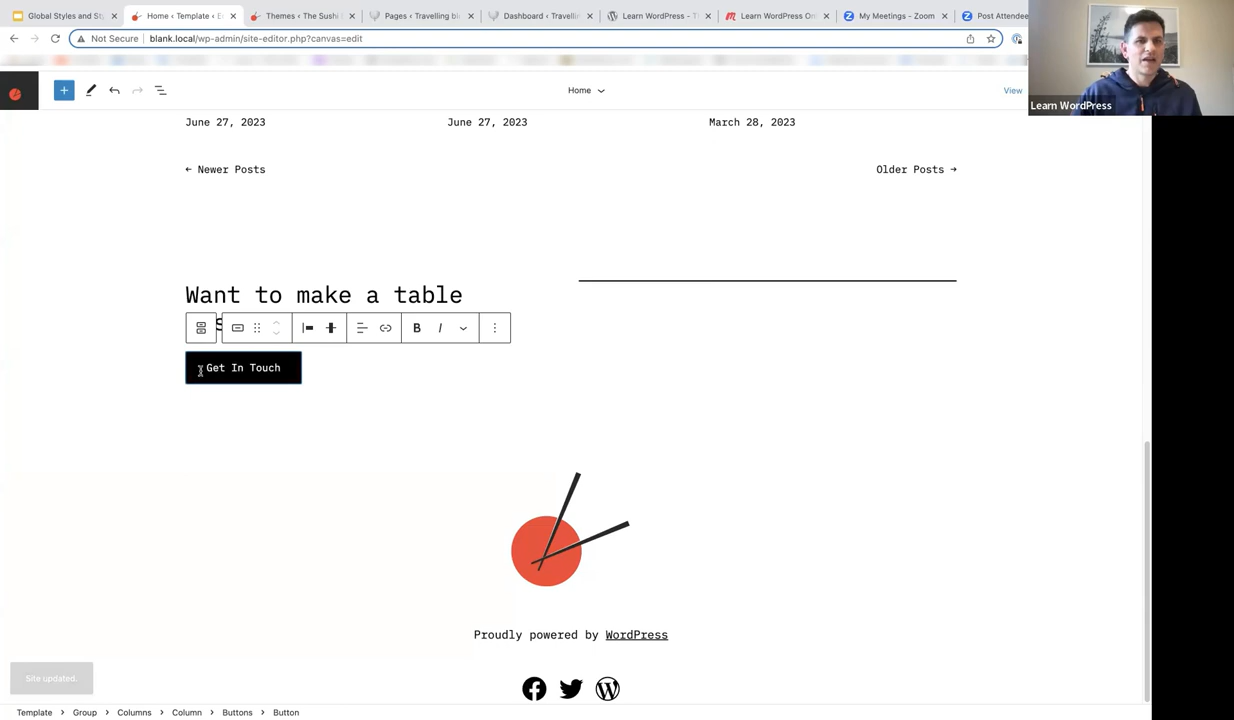 Global Styles and St
Home ‹ Template ‹ E
Themes ‹ The Sushi
Pages ‹ Travelling bl
Dashboard ‹ Travellin
Learn WordPress - T
Learn WordPress On
My Meetings - Zoom
Post Attendee
Not Secure
blank.local/wp-admin/site-editor.php?canvas=edit
Home
View
Learn WordPress
June 27, 2023
June 27, 2023
March 28, 2023
← Newer Posts
Older Posts →
Want to make a table
B I
Get In Touch
Proudly powered by WordPress
Site updated.
Template > Group > Columns > Column > Buttons > Button